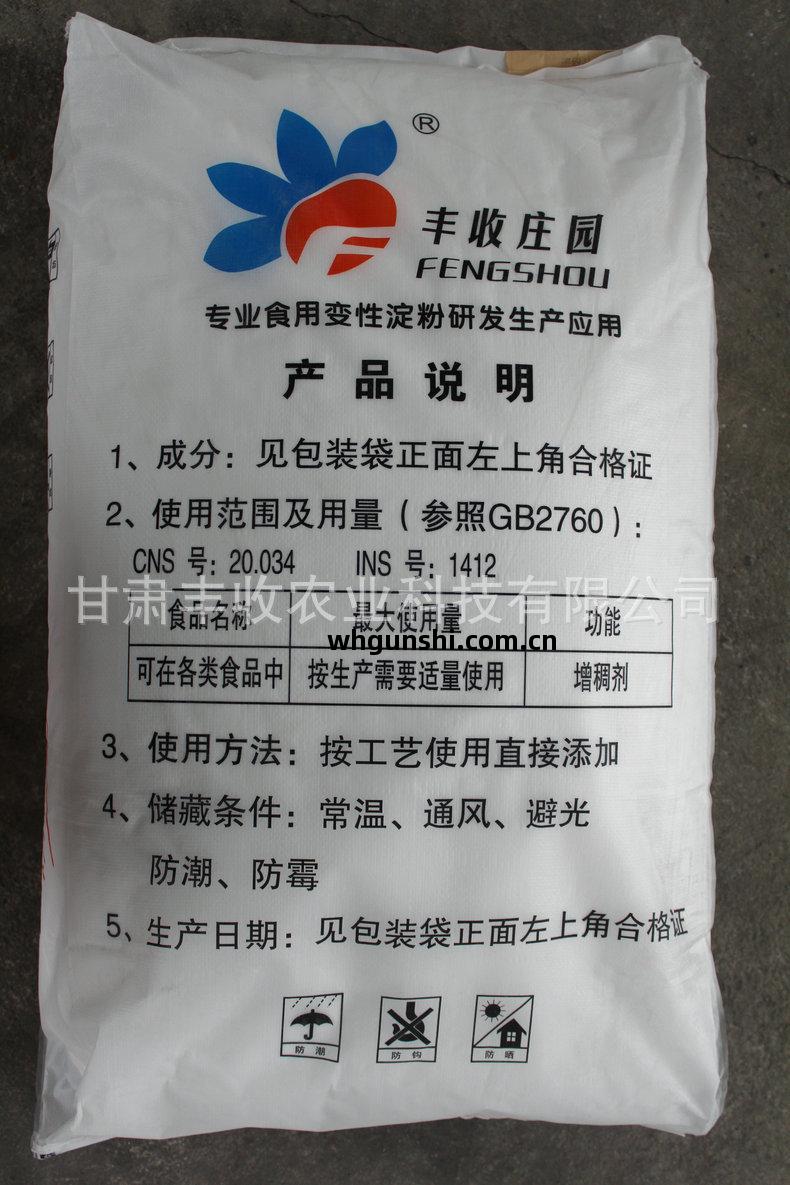 ®
丰收庄园
FENGSHOU
专业食用变性淀粉研发生产应用
产品说明
1、成分：见包装袋正面左上角合格证
2、使用范围及用量（参照GB2760）：
CNS 号：20.034 INS 号：1412
甘肃丰收农业科技有限公司
食品名称 最大使用量 功能
whgunshi.com.cn
可在各类食品中 按生产需要适量使用 增稠剂
3、使用方法：按工艺使用直接添加
4、储藏条件：常温、通风、避光
防潮、防霉
5、生产日期：见包装袋正面左上角合格证
防潮 防钩 防晒